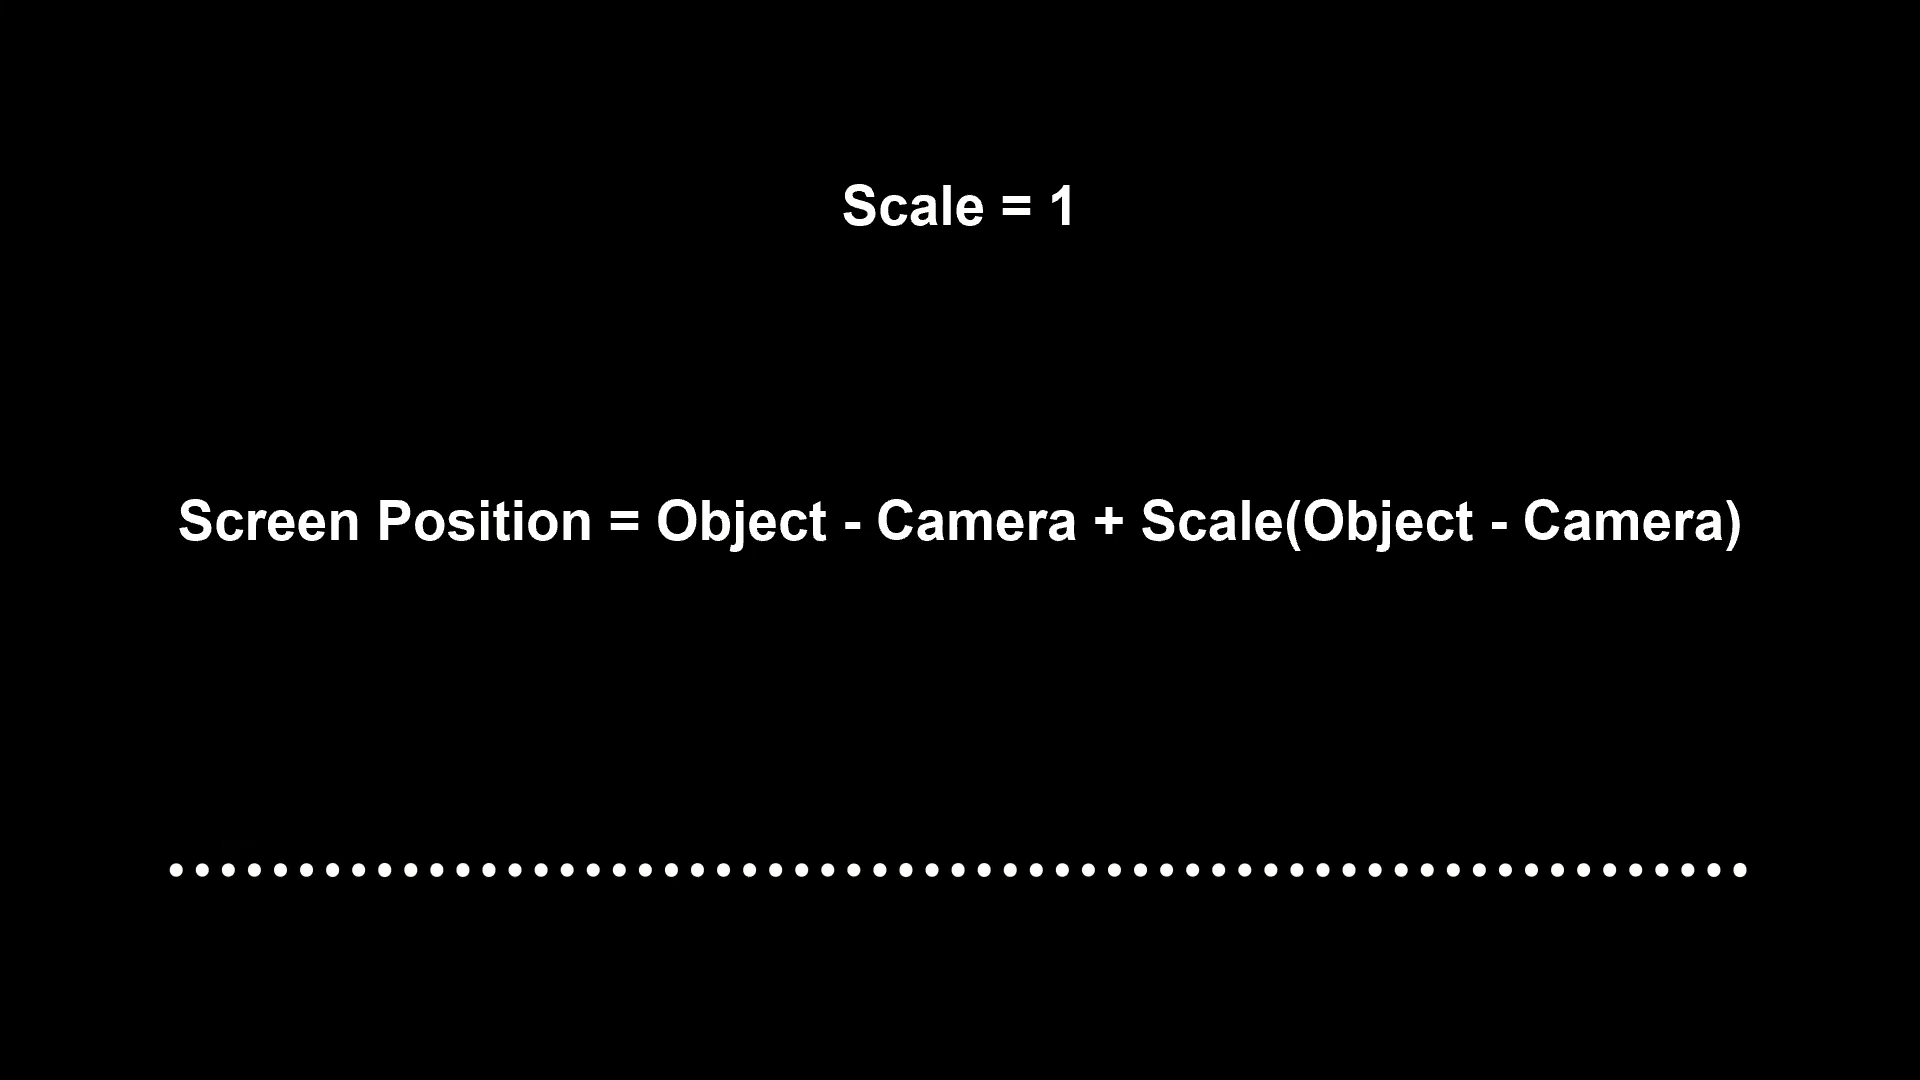 Scale = 1
Screen Position = Object - Camera + Scale(Object - Camera)